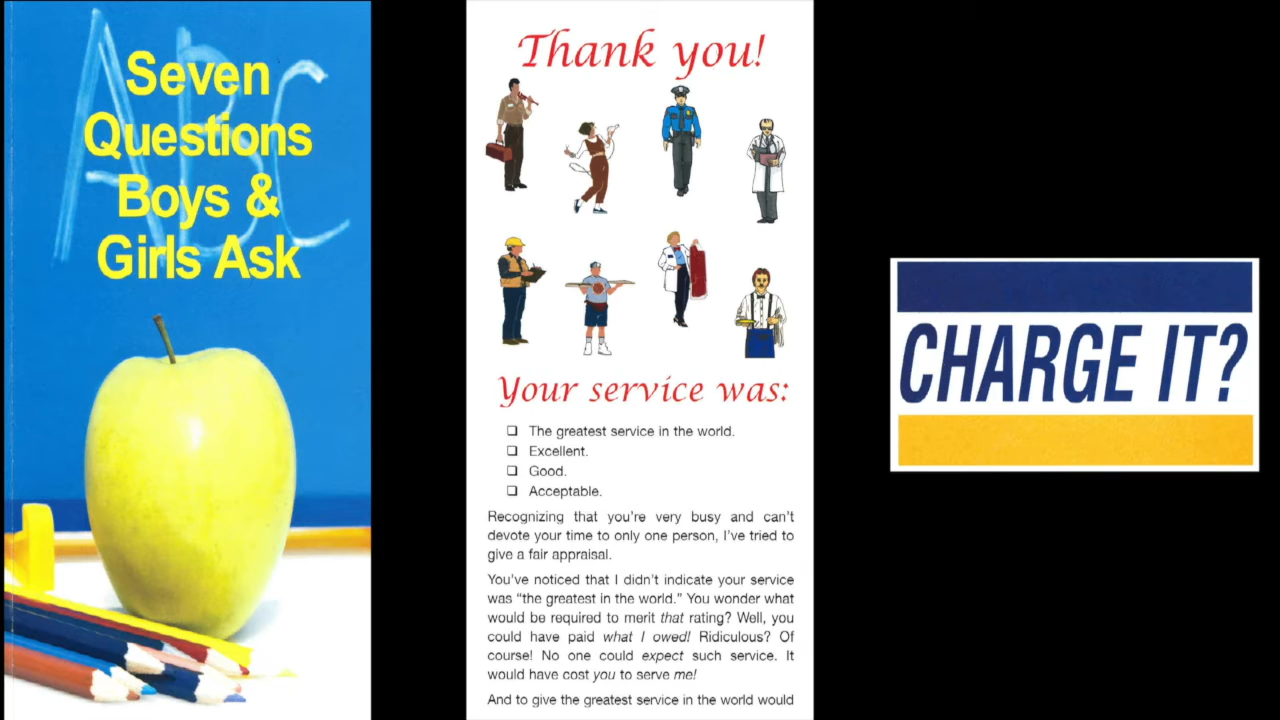 ABC
Seven
Questions
Boys &
Girls Ask
Thank you!
Your service was:
❏ The greatest service in the world.
❏ Excellent.
❏ Good.
❏ Acceptable.
Recognizing that you're very busy and can't
devote your time to only one person, I've tried to
give a fair appraisal.
You've noticed that I didn't indicate your service
was “the greatest in the world.” You wonder what
would be required to merit that rating? Well, you
could have paid what I owed! Ridiculous? Of
course! No one could expect such service. It
would have cost you to serve me!
And to give the greatest service in the world would
CHARGE IT?